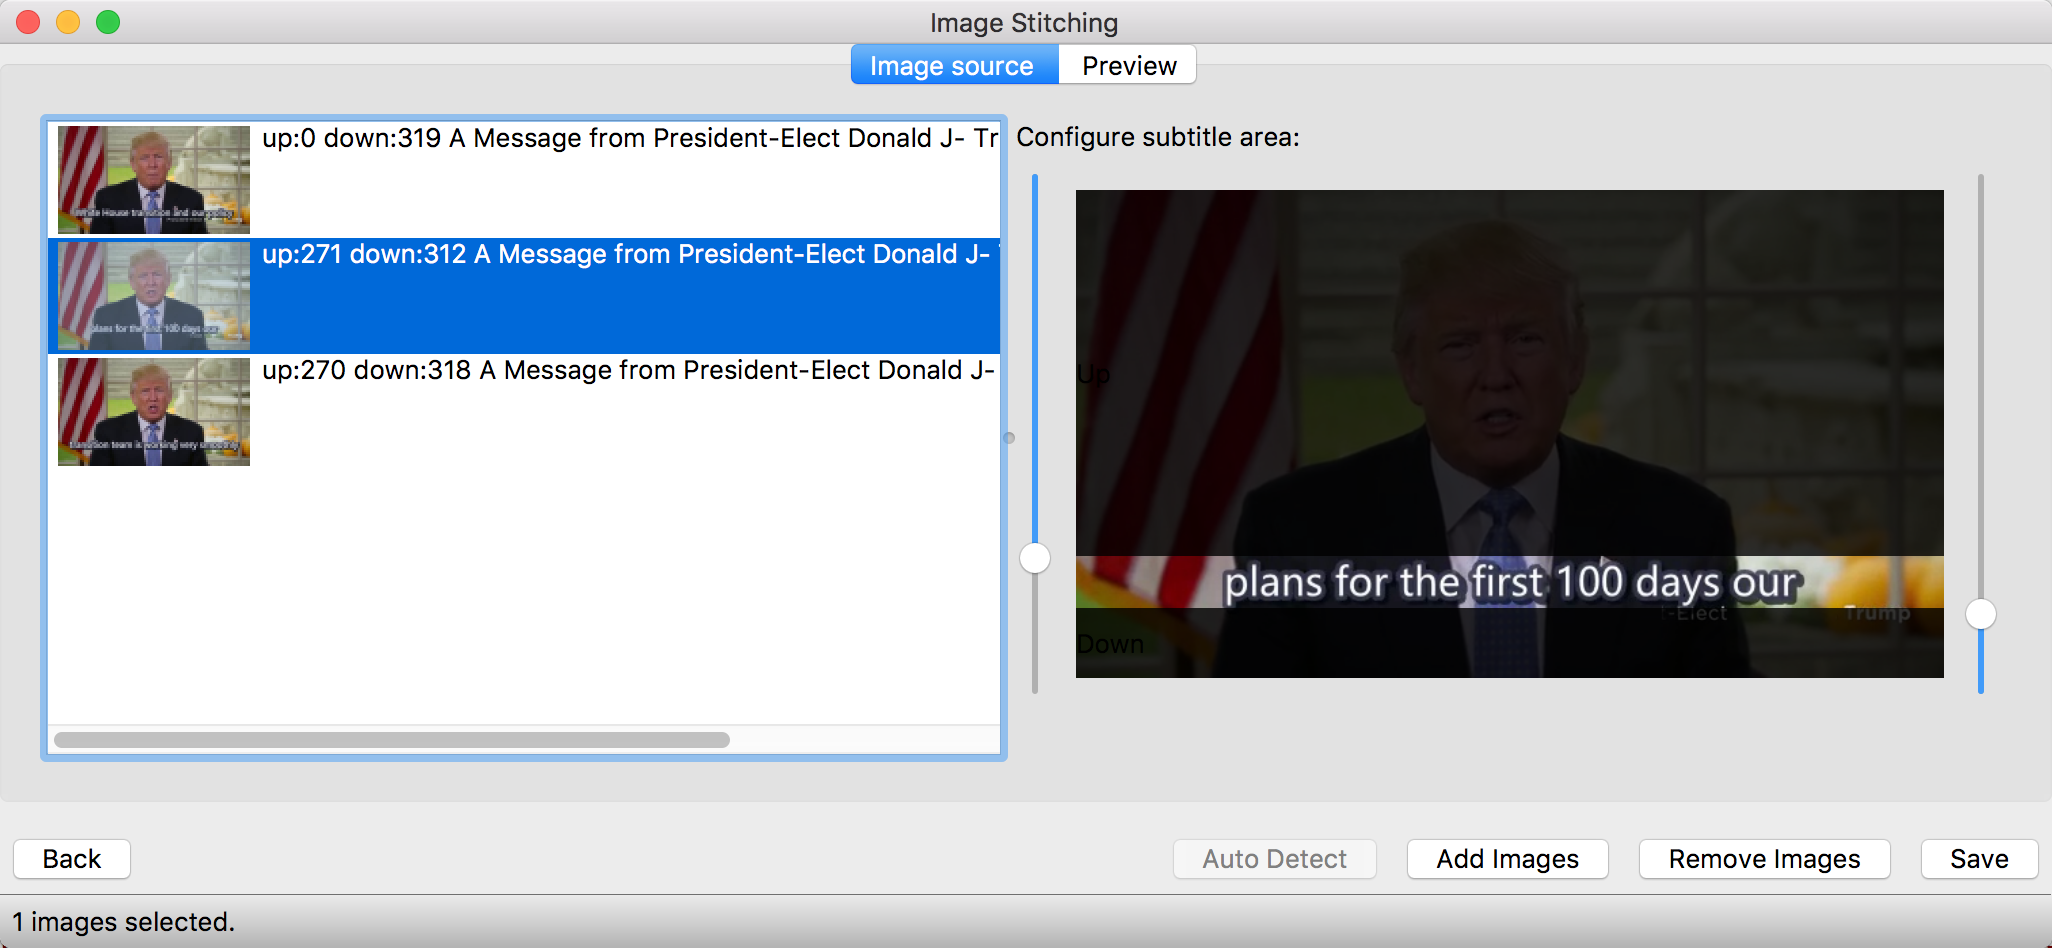 Image Stitching
Image source Preview
up:0 down:319 A Message from President-Elect Donald J- Tr
White House transition and our policy
up:271 down:312 A Message from President-Elect Donald J-
plans for the first 100 days our
up:270 down:318 A Message from President-Elect Donald J-
transition team is working very smoothly
Configure subtitle area:
Up
plans for the first 100 days our
-Elect Trump
Down
Back Auto Detect Add Images Remove Images Save
1 images selected.